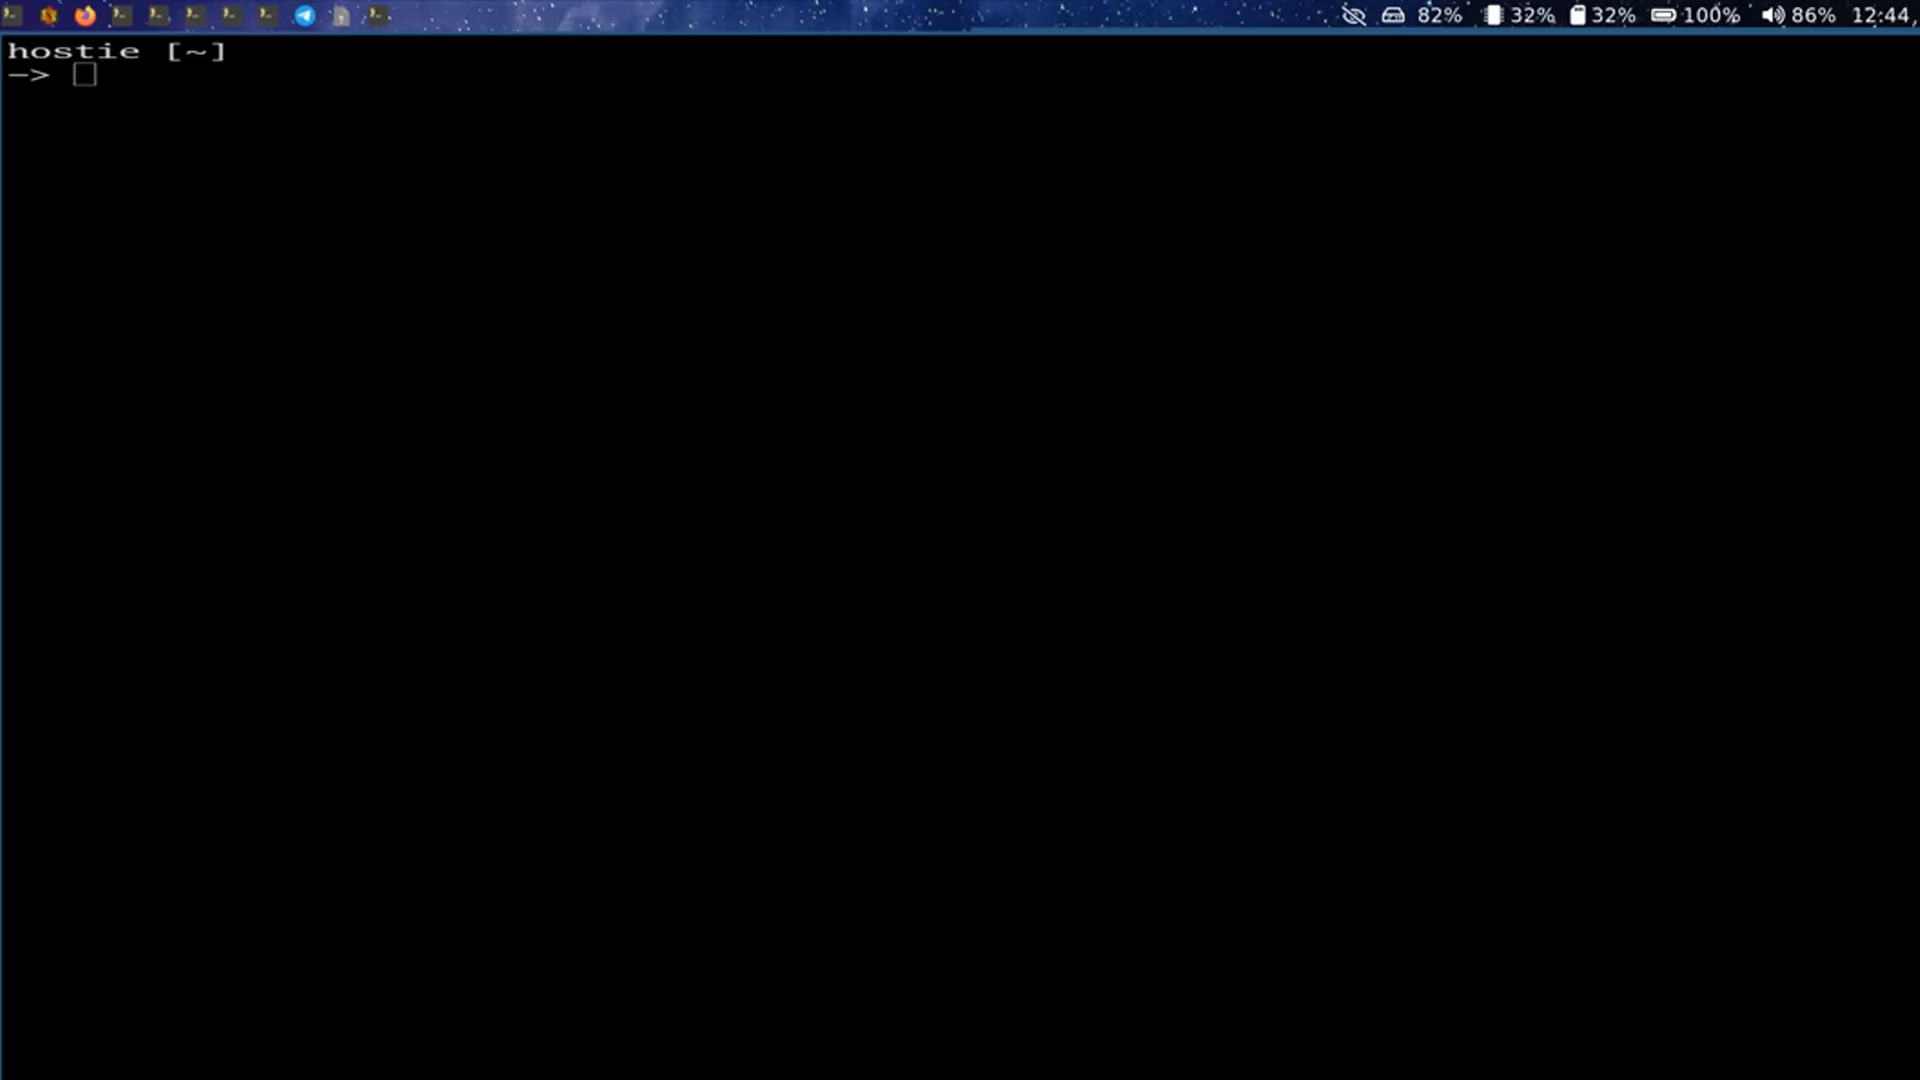 82% 32% 32% 100% 86% 12:44,
hostie [~]
—>